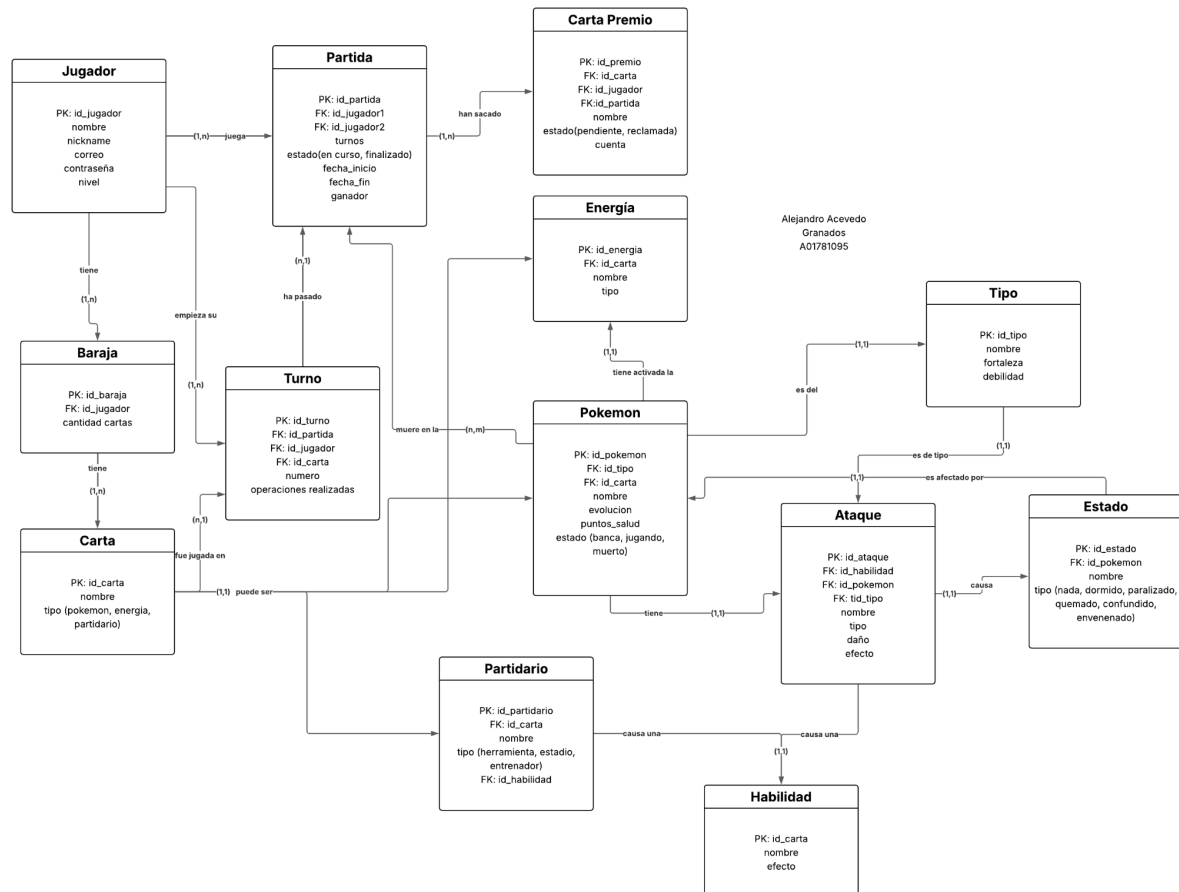 Carta Premio
PK: id_premio
FK: id_carta
FK: id_jugador
FK:id_partida
nombre
estado(pendiente, reclamada)
cuenta
Partida
PK: id_partida
FK: id_jugador1
FK: id_jugador2
turnos
estado(en curso, finalizado)
fecha_inicio
fecha_fin
ganador
Jugador
PK: id_jugador
nombre
nickname
correo
contraseña
nivel
(1,n)
juega
(1,n)
han sacado
Energía
PK: id_energia
FK: id_carta
nombre
tipo
Alejandro Acevedo
Granados
A01781095
tiene
(1,n)
empieza su
(1,n)
(n,1)
ha pasado
Tipo
PK: id_tipo
nombre
fortaleza
debilidad
Baraja
PK: id_baraja
FK: id_jugador
cantidad cartas
Turno
PK: id_turno
FK: id_partida
FK: id_jugador
FK: id_carta
numero
operaciones realizadas
(1,1)
tiene activada la
(1,1)
es del
muere en la
(n,m)
Pokemon
PK: id_pokemon
FK: id_tipo
FK: id_carta
nombre
evolucion
puntos_salud
estado (banca, jugando,
muerto)
(1,1)
es de tipo
(1,1)
es afectado por
tiene
(1,n)
(n,1)
fue jugada en
Carta
PK: id_carta
nombre
tipo (pokemon, energia,
partidario)
(1,1)
puede ser
Ataque
PK: id_ataque
FK: id_habilidad
FK: id_pokemon
FK: tid_tipo
nombre
tipo
daño
efecto
Estado
PK: id_estado
FK: id_pokemon
nombre
tipo (nada, dormido, paralizado,
quemado, confundido,
envenenado)
(1,1)
causa
tiene
(1,1)
Partidario
PK: id_partidario
FK: id_carta
nombre
tipo (herramienta, estadio,
entrenador)
FK: id_habilidad
causa una
causa una
(1,1)
Habilidad
PK: id_carta
nombre
efecto